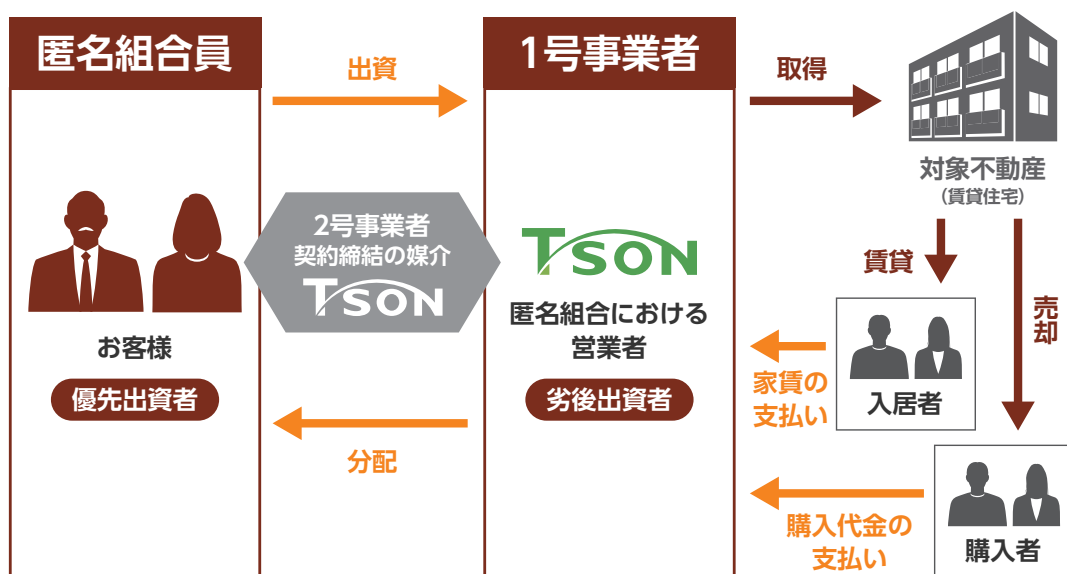 匿名組合員
出資
1号事業者
取得
対象不動産
(賃貸住宅)
2号事業者
契約締結の媒介
TSON
TSON
匿名組合における
営業者
お客様
優先出資者
劣後出資者
分配
賃貸
売却
家賃の
支払い
入居者
購入代金の
支払い
購入者